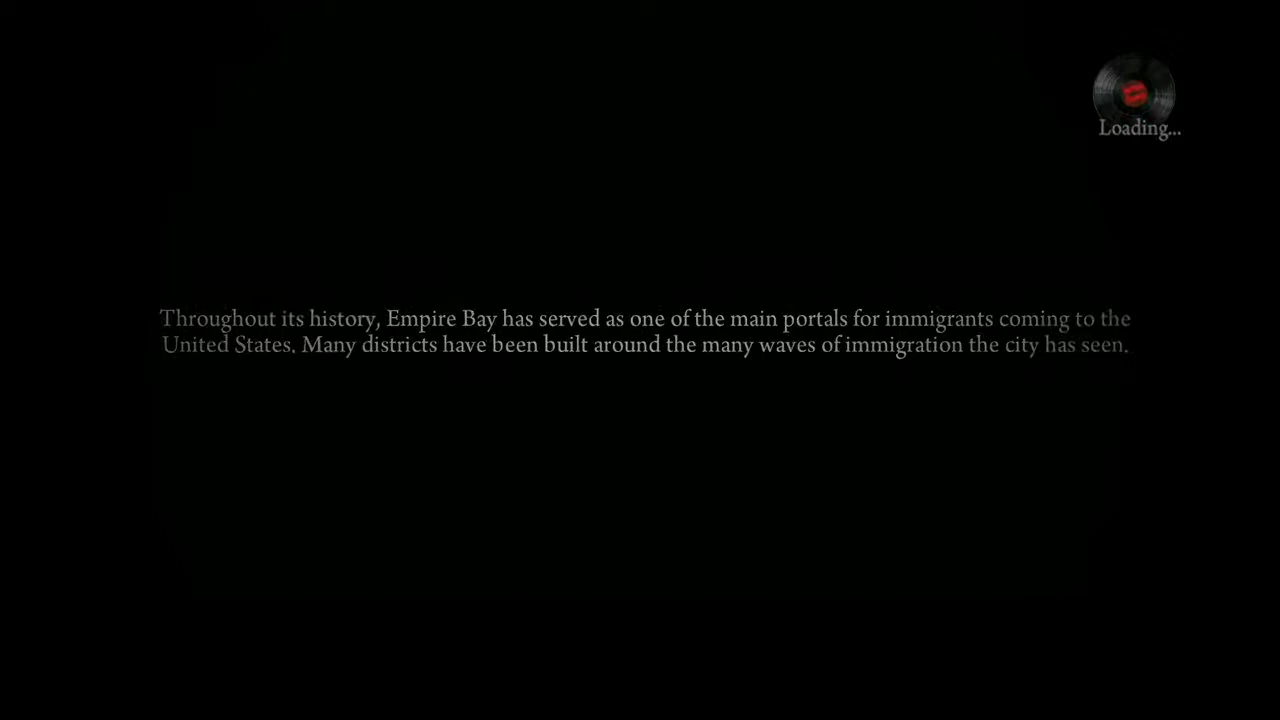 Loading...
Throughout its history, Empire Bay has served as one of the main portals for immigrants coming to the
United States. Many districts have been built around the many waves of immigration the city has seen.